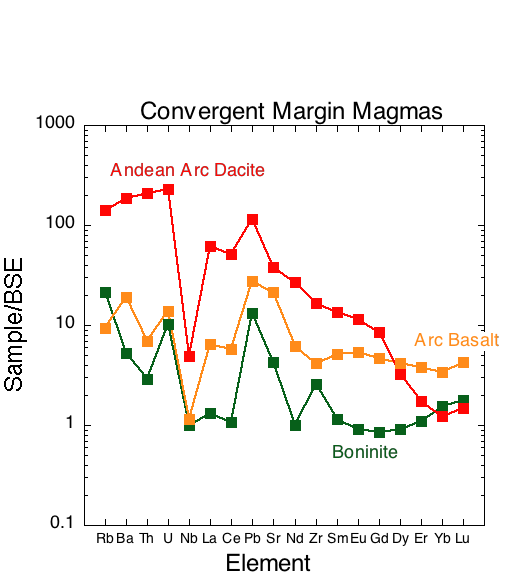 Convergent Margin Magmas
1000
100
10
1
0.1
Sample/BSE
Andean Arc Dacite
Arc Basalt
Boninite
Rb Ba Th U Nb La Ce Pb Sr Nd Zr Sm Eu Gd Dy Er Yb Lu
Element